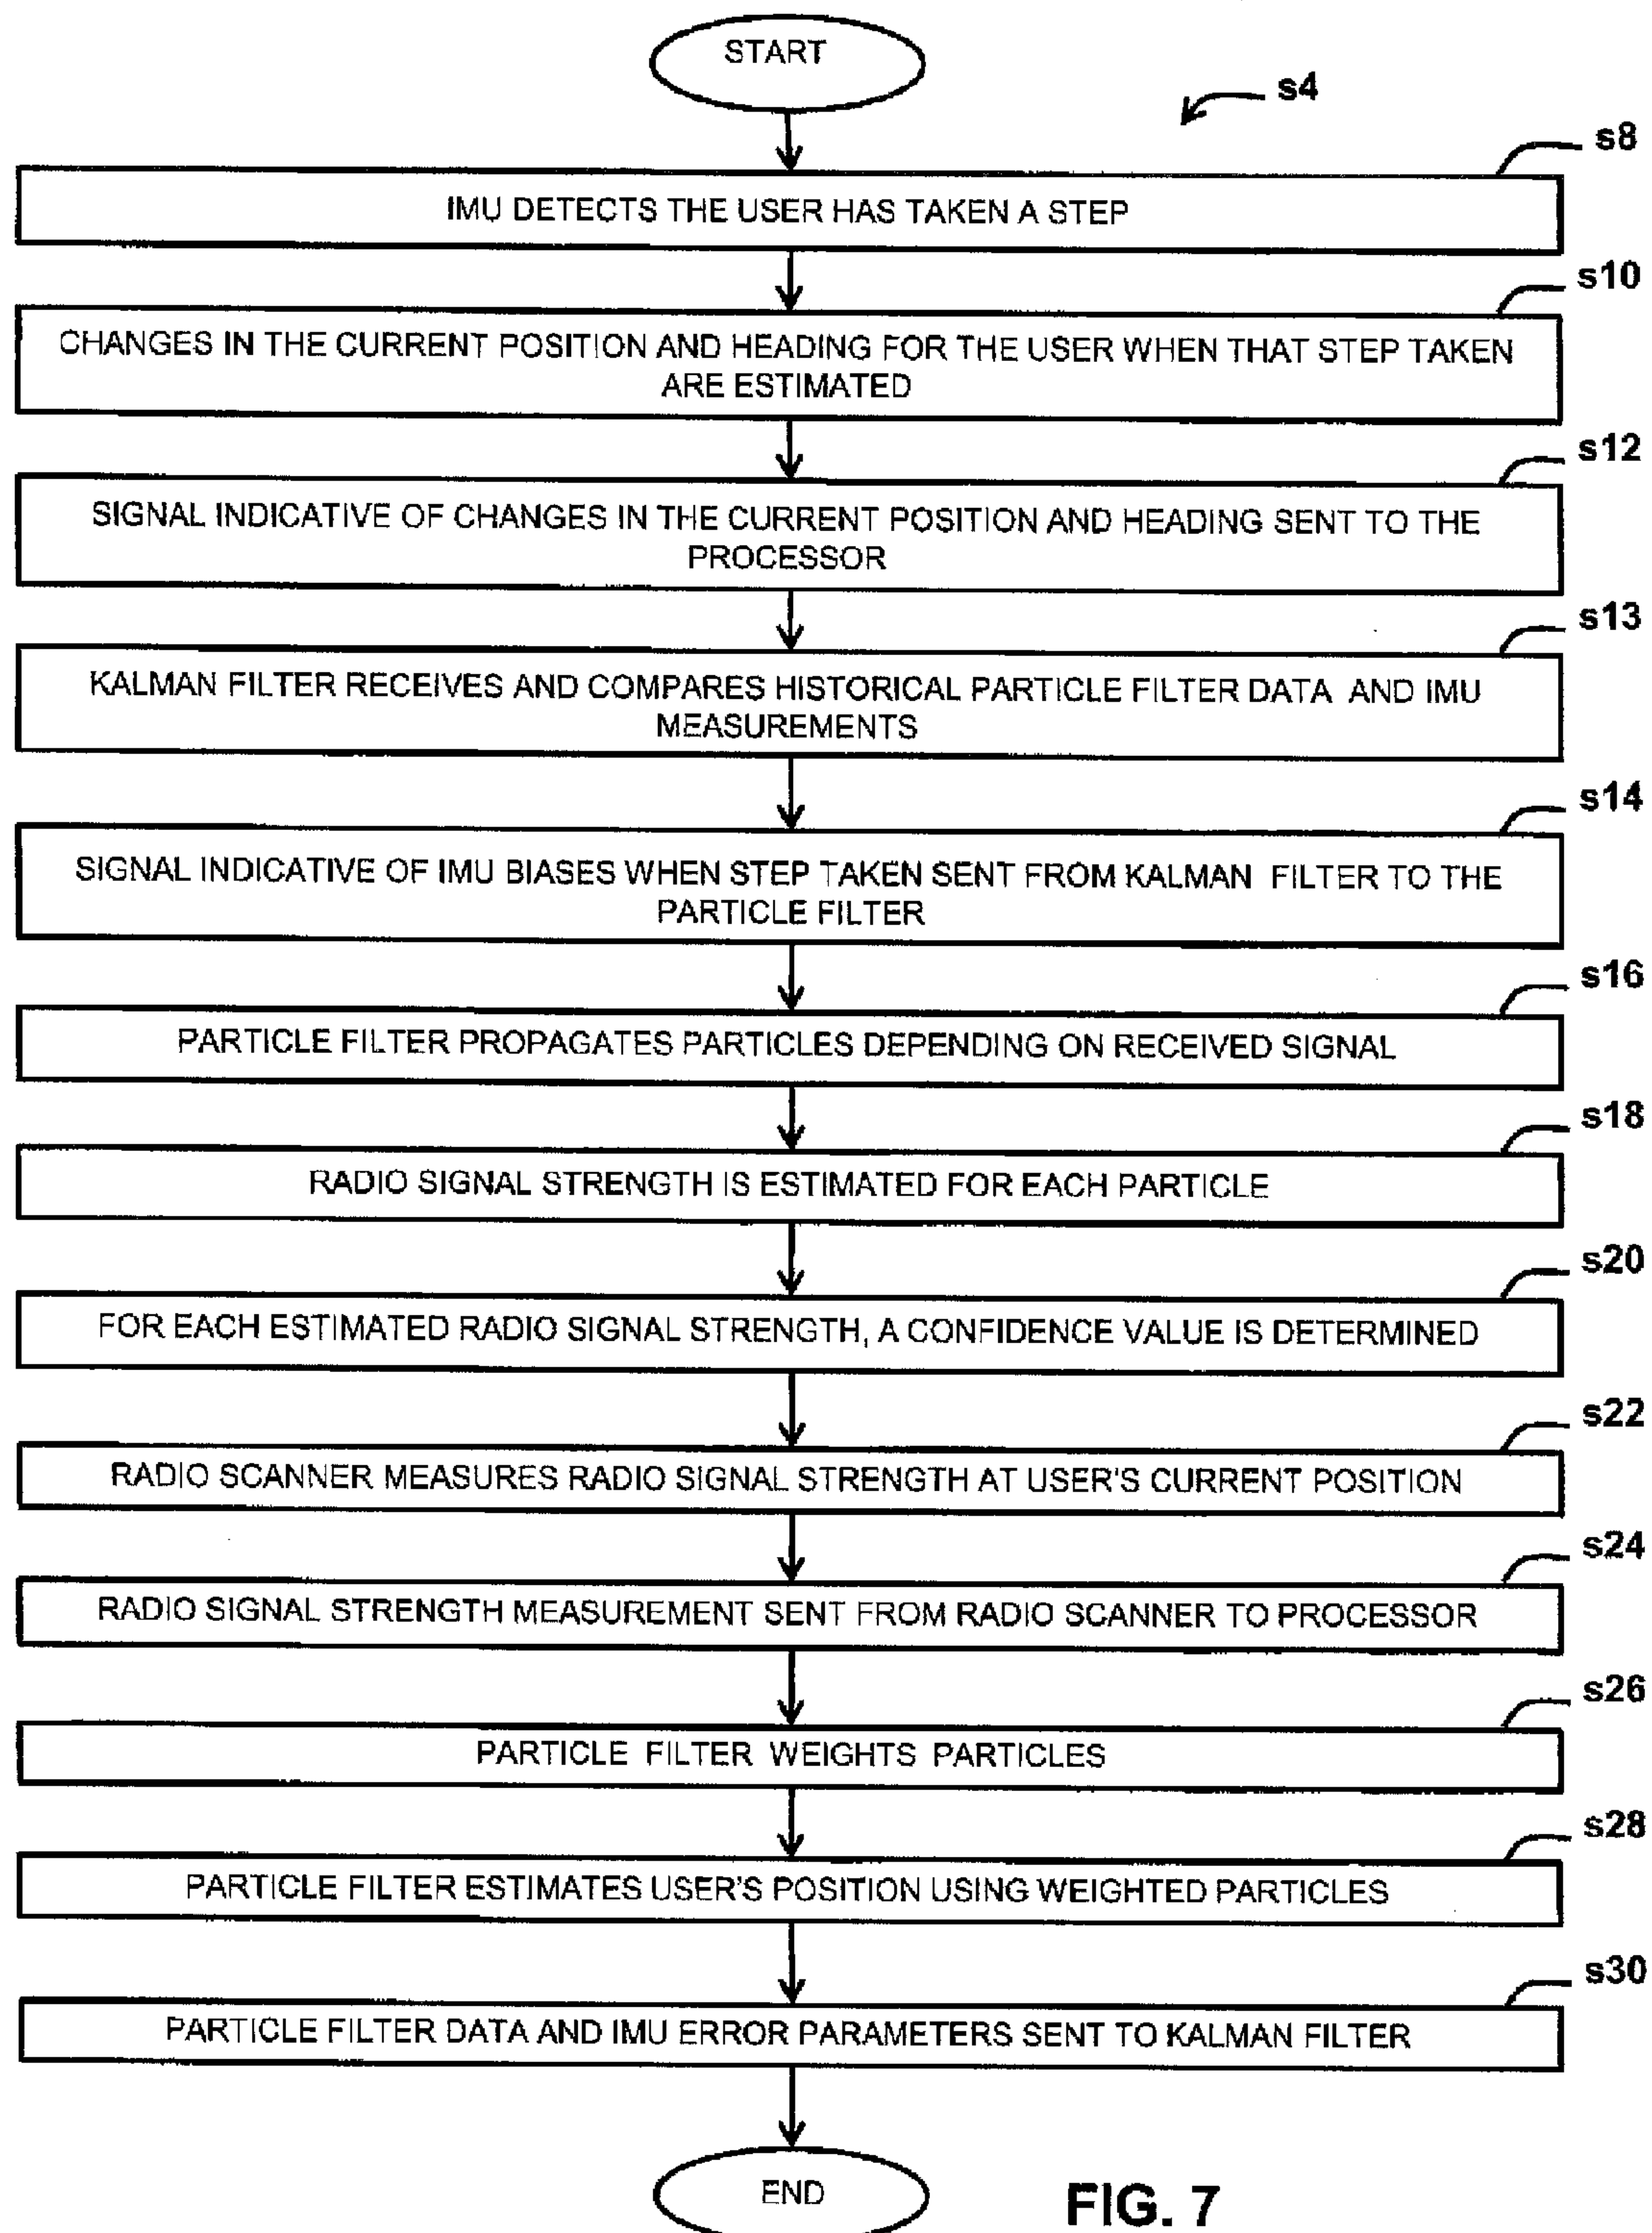 START
s4
s8
IMU DETECTS THE USER HAS TAKEN A STEP
s10
CHANGES IN THE CURRENT POSITION AND HEADING FOR THE USER WHEN THAT STEP TAKEN
ARE ESTIMATED
s12
SIGNAL INDICATIVE OF CHANGES IN THE CURRENT POSITION AND HEADING SENT TO THE
PROCESSOR
s13
KALMAN FILTER RECEIVES AND COMPARES HISTORICAL PARTICLE FILTER DATA AND IMU
MEASUREMENTS
s14
SIGNAL INDICATIVE OF IMU BIASES WHEN STEP TAKEN SENT FROM KALMAN FILTER TO THE
PARTICLE FILTER
s16
PARTICLE FILTER PROPAGATES PARTICLES DEPENDING ON RECEIVED SIGNAL
s18
RADIO SIGNAL STRENGTH IS ESTIMATED FOR EACH PARTICLE
s20
FOR EACH ESTIMATED RADIO SIGNAL STRENGTH, A CONFIDENCE VALUE IS DETERMINED
s22
RADIO SCANNER MEASURES RADIO SIGNAL STRENGTH AT USER'S CURRENT POSITION
s24
RADIO SIGNAL STRENGTH MEASUREMENT SENT FROM RADIO SCANNER TO PROCESSOR
s26
PARTICLE FILTER WEIGHTS PARTICLES
s28
PARTICLE FILTER ESTIMATES USER'S POSITION USING WEIGHTED PARTICLES
s30
PARTICLE FILTER DATA AND IMU ERROR PARAMETERS SENT TO KALMAN FILTER
END
FIG. 7